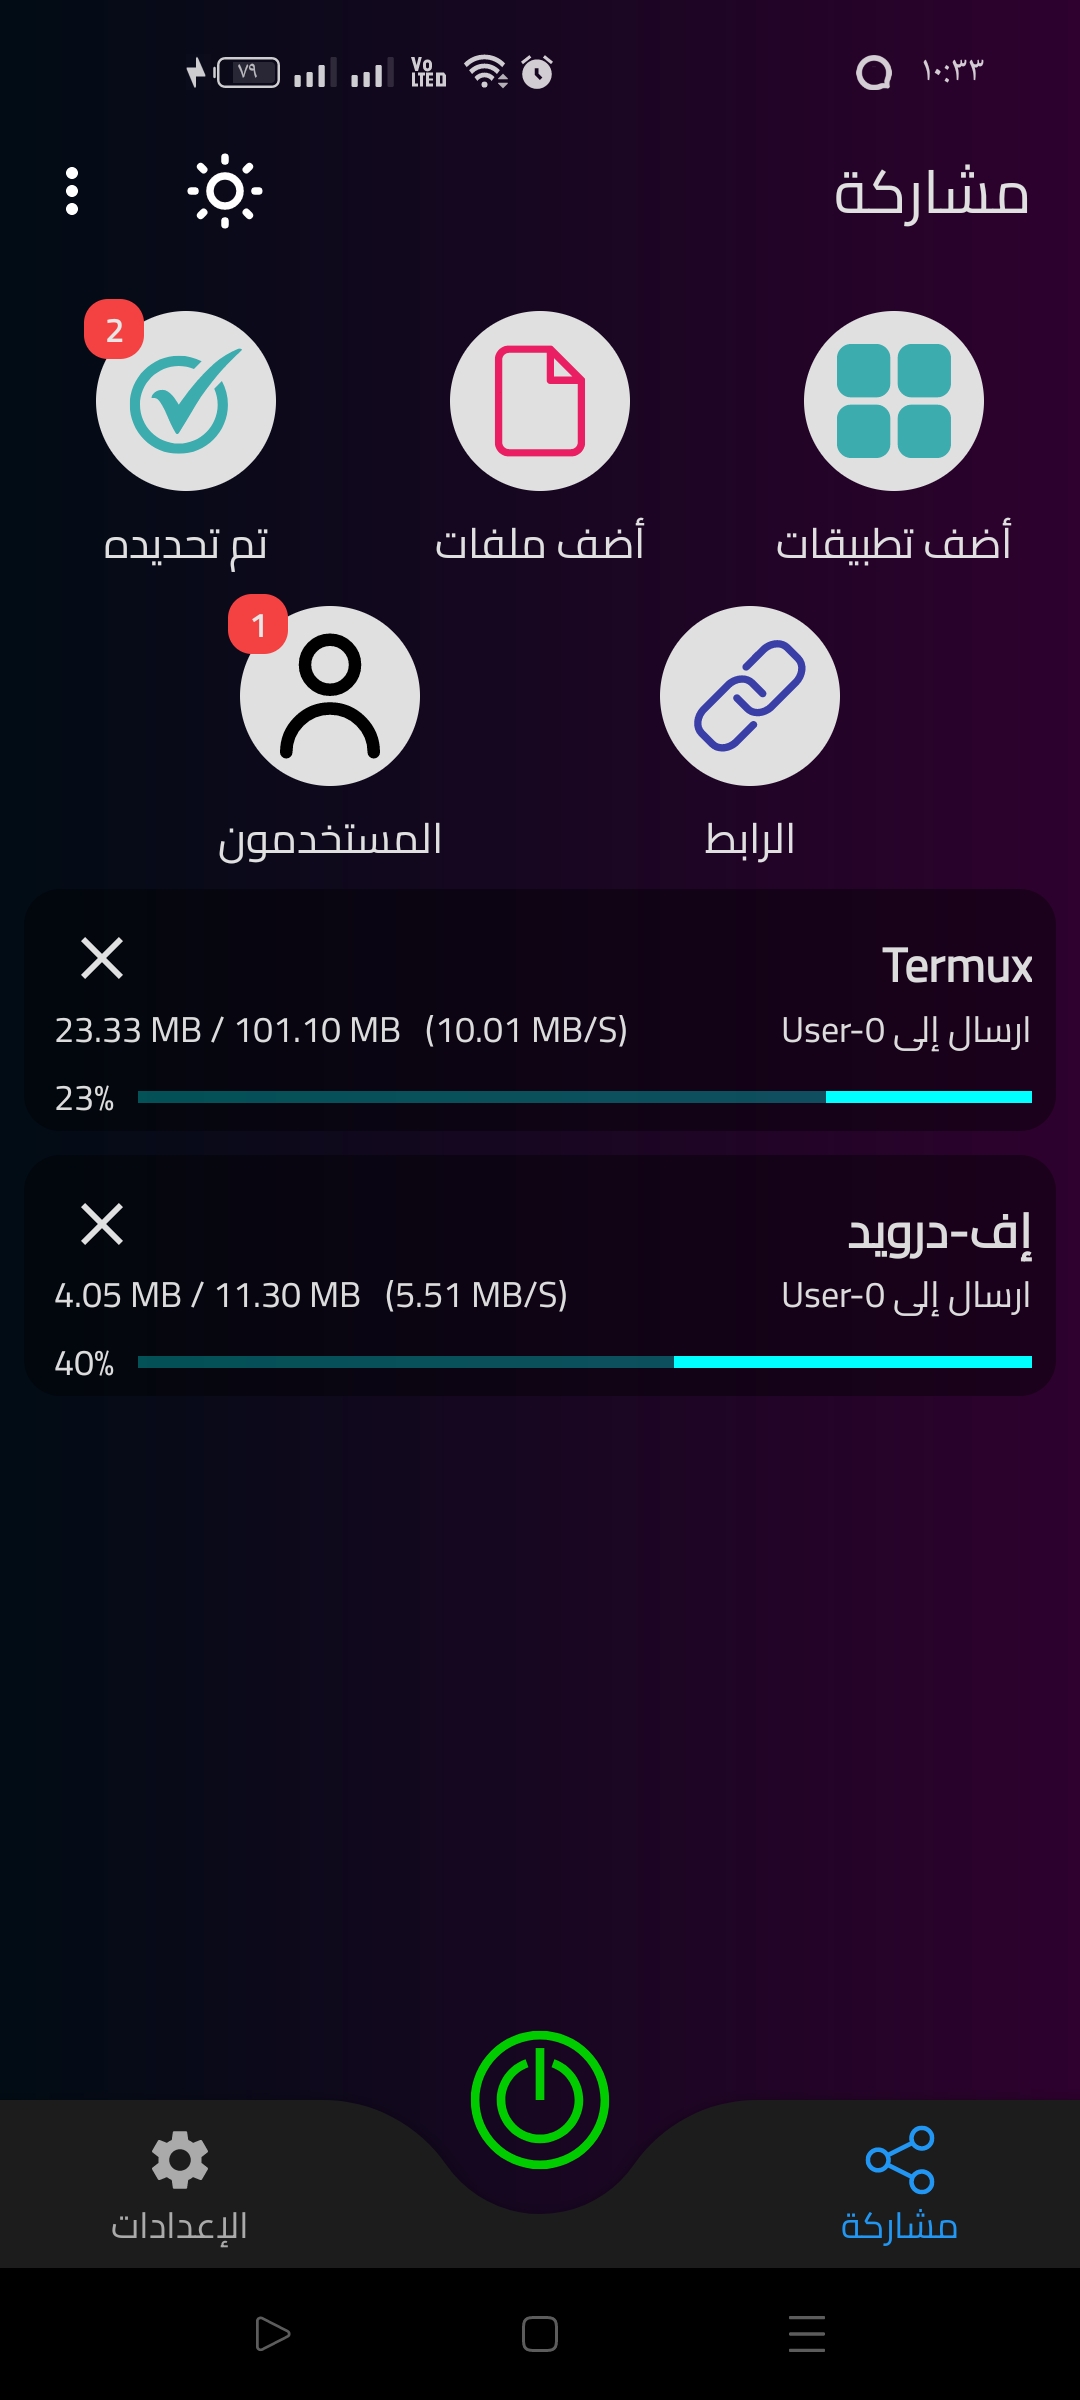 ١٠:٣٣
٧٩
Vo LTED
مشاركة
2
أضف تطبيقات
أضف ملفات
تم تحديده
1
الرابط
المستخدمون
Termux
ارسال إلى User-0
23.33 MB / 101.10 MB (10.01 MB/S)
23%
إف-درويد
ارسال إلى User-0
4.05 MB / 11.30 MB (5.51 MB/S)
40%
مشاركة
الإعدادات